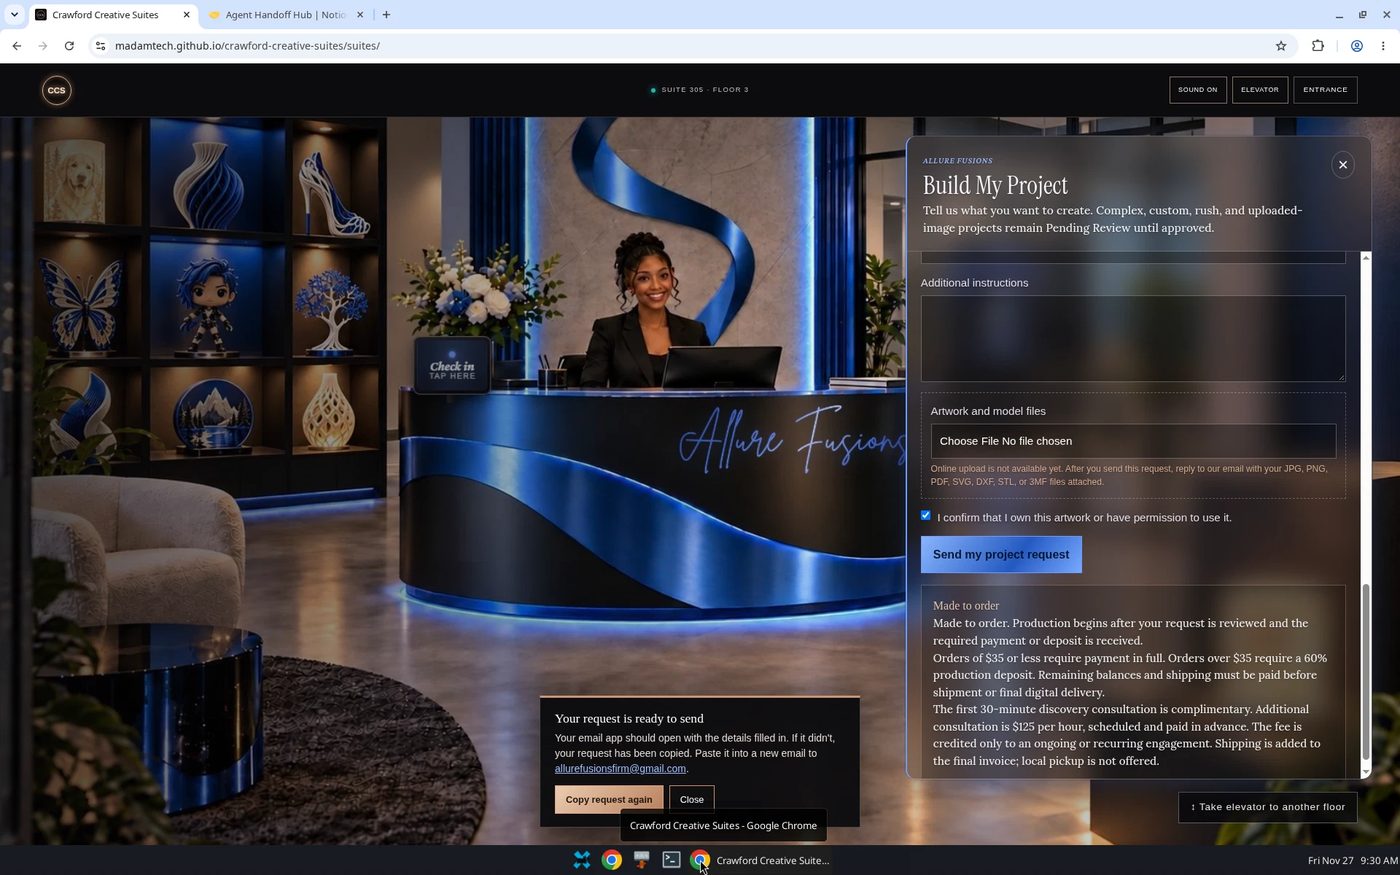 Crawford Creative Suites
Agent Handoff Hub | Notio
madamtech.github.io/crawford-creative-suites/suites/
CCS
SUITE 305 · FLOOR 3
SOUND ON
ELEVATOR
ENTRANCE
ALLURE FUSIONS
Build My Project
Tell us what you want to create. Complex, custom, rush, and uploaded-
image projects remain Pending Review until approved.
Additional instructions
Check in
TAP HERE
Allure Fusions
Artwork and model files
Choose File No file chosen
Online upload is not available yet. After you send this request, reply to our email with your JPG, PNG,
PDF, SVG, DXF, STL, or 3MF files attached.
I confirm that I own this artwork or have permission to use it.
Send my project request
Made to order
Made to order. Production begins after your request is reviewed and the
required payment or deposit is received.
Orders of $35 or less require payment in full. Orders over $35 require a 60%
production deposit. Remaining balances and shipping must be paid before
shipment or final digital delivery.
The first 30-minute discovery consultation is complimentary. Additional
consultation is $125 per hour, scheduled and paid in advance. The fee is
credited only to an ongoing or recurring engagement. Shipping is added to
the final invoice; local pickup is not offered.
Your request is ready to send
Your email app should open with the details filled in. If it didn't,
your request has been copied. Paste it into a new email to
allurefusionsfirm@gmail.com.
Copy request again
Close
Crawford Creative Suites - Google Chrome
↕ Take elevator to another floor
Crawford Creative Suite...
Fri Nov 27 9:30 AM